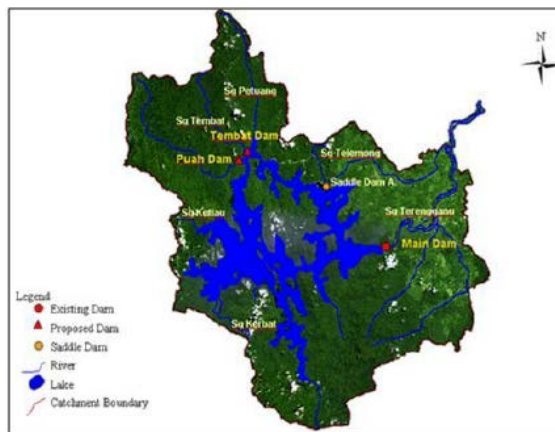 N
Sg Petuang
Sg Tembat
Tembat Dam
Puah Dam
Sg Telemong
Saddle Dam A.
Sg Terengganu
Sg Ketiau
Main Dam
Sg Kerbat
Legend
Existing Dam
Proposed Dam
Saddle Dam
River
Lake
Catchment Boundary